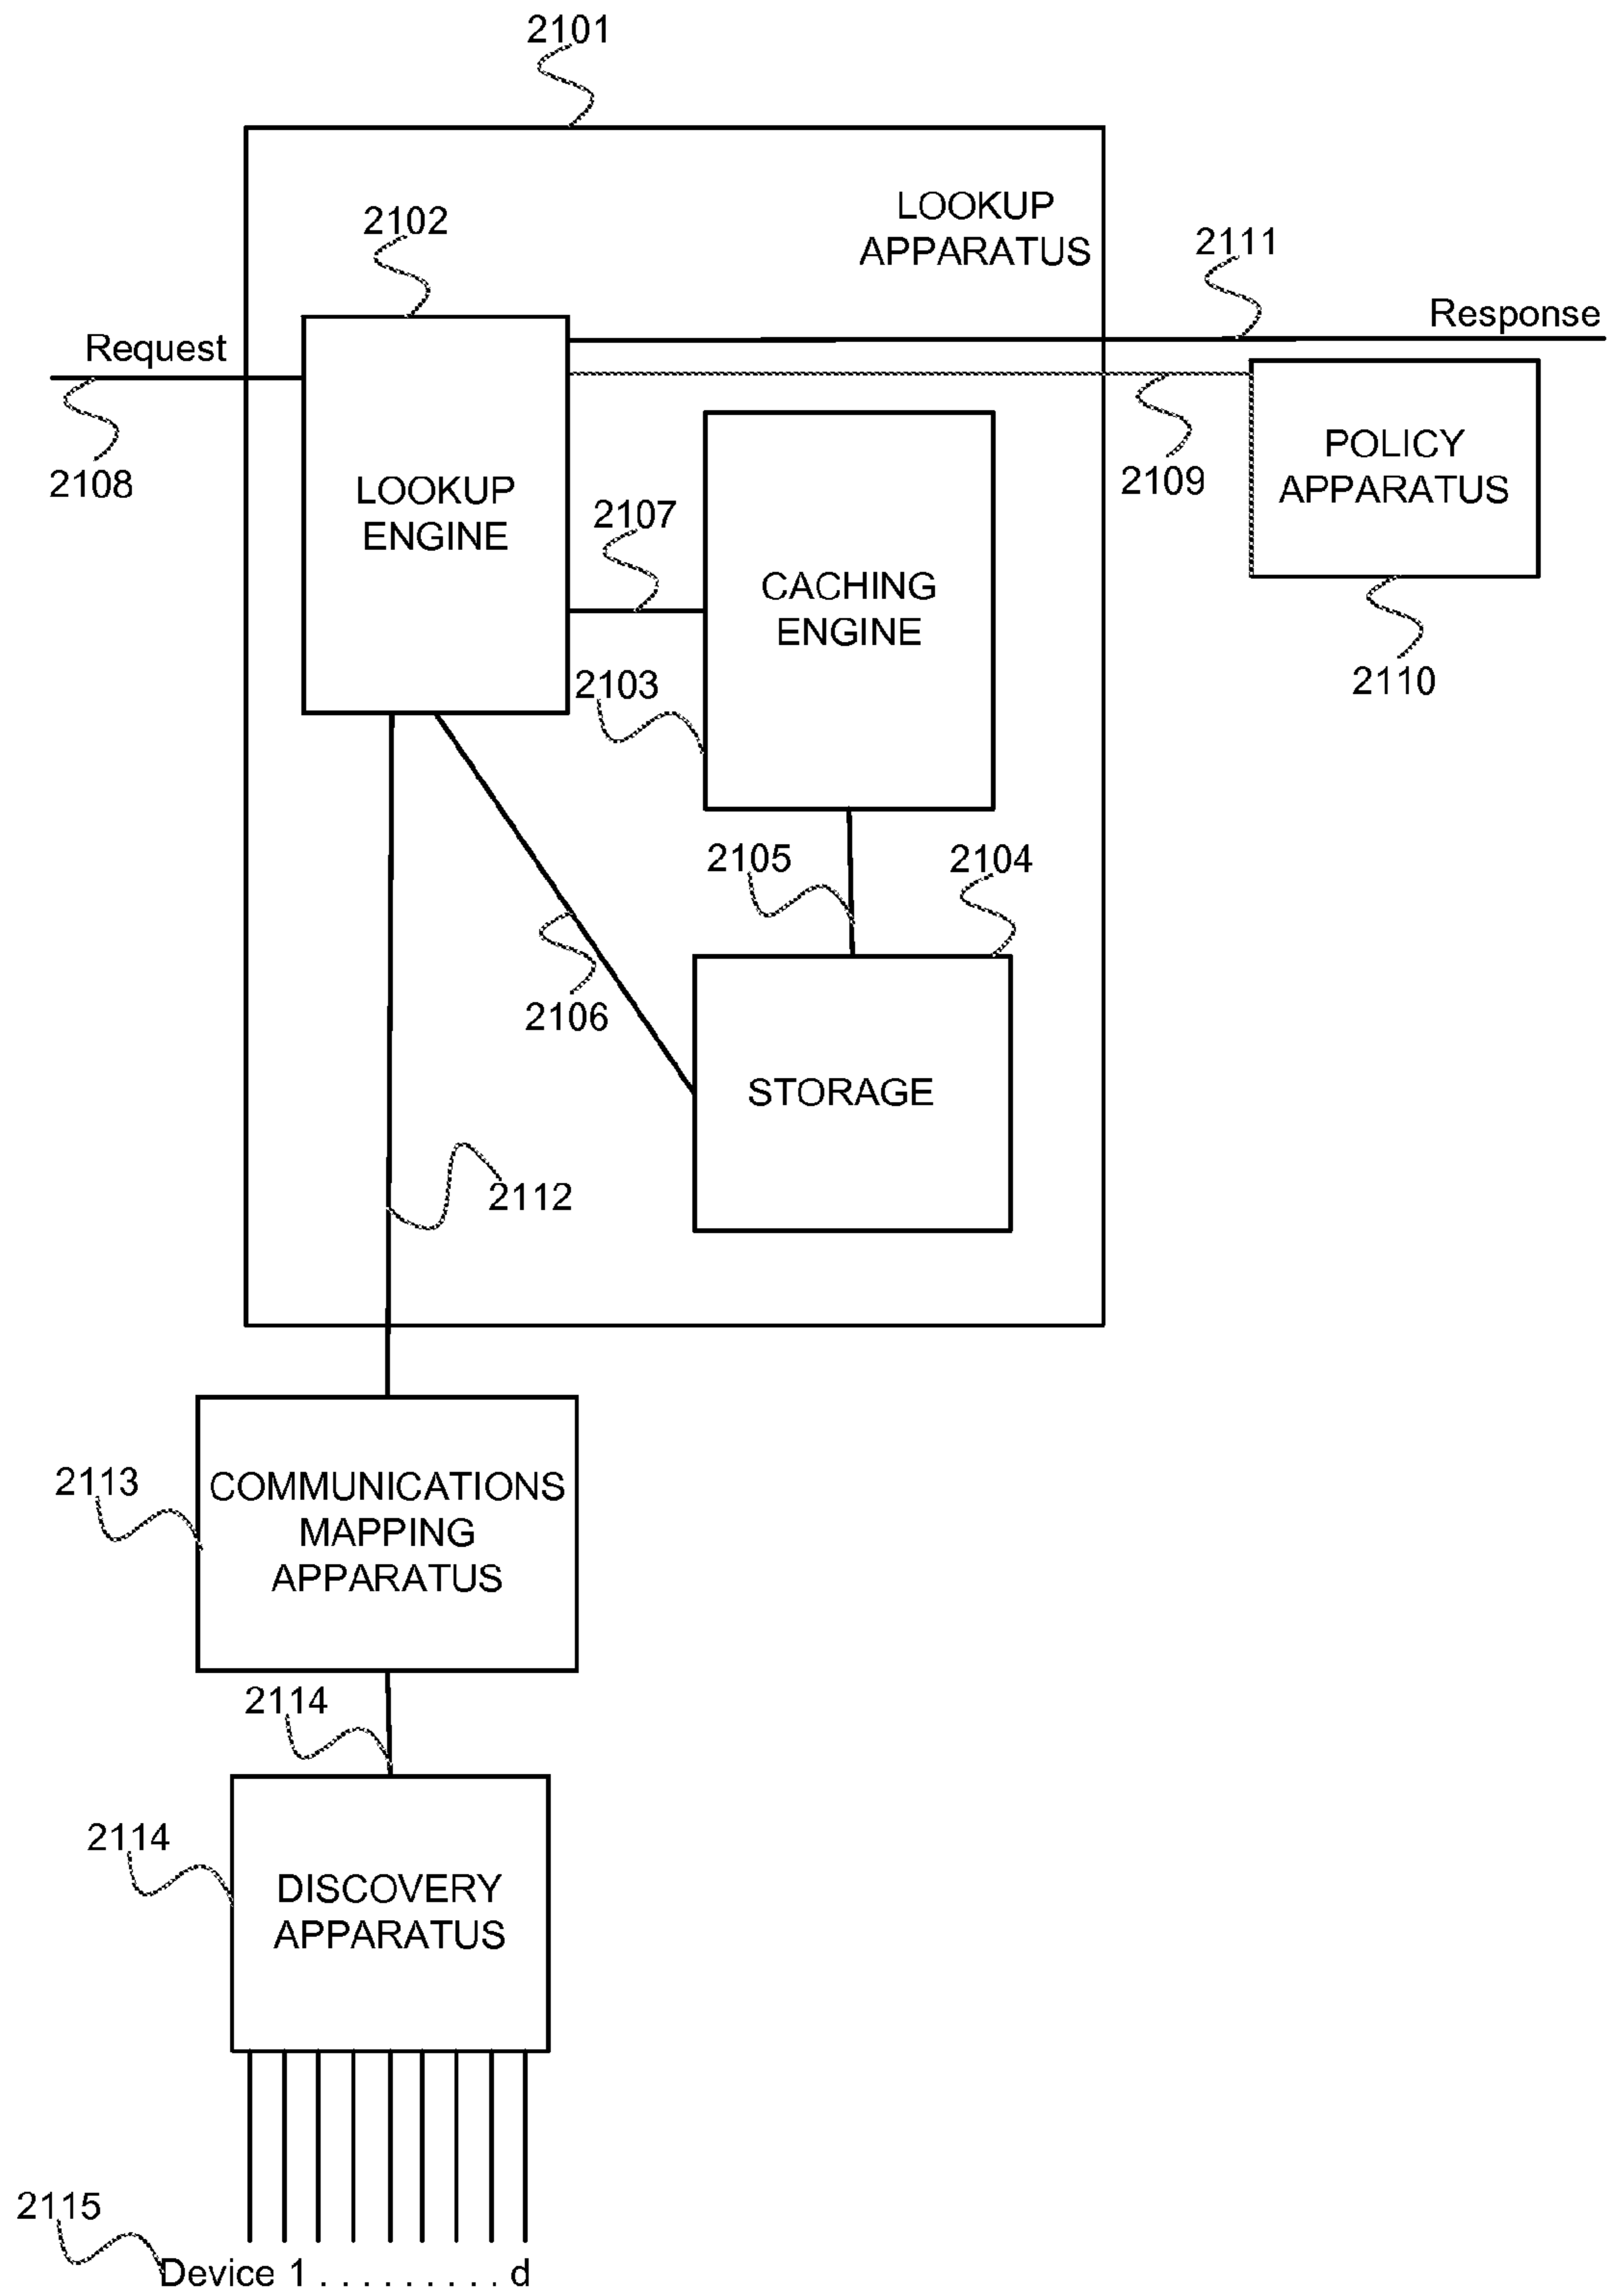 2101
LOOKUP
APPARATUS
2102
2111
Response
Request
2108
2109
POLICY
APPARATUS
2110
LOOKUP
ENGINE
2107
CACHING
ENGINE
2103
2105
2104
2106
STORAGE
2112
2113
COMMUNICATIONS
MAPPING
APPARATUS
2114
2114
DISCOVERY
APPARATUS
2115
Device 1 . . . . . . . . . d